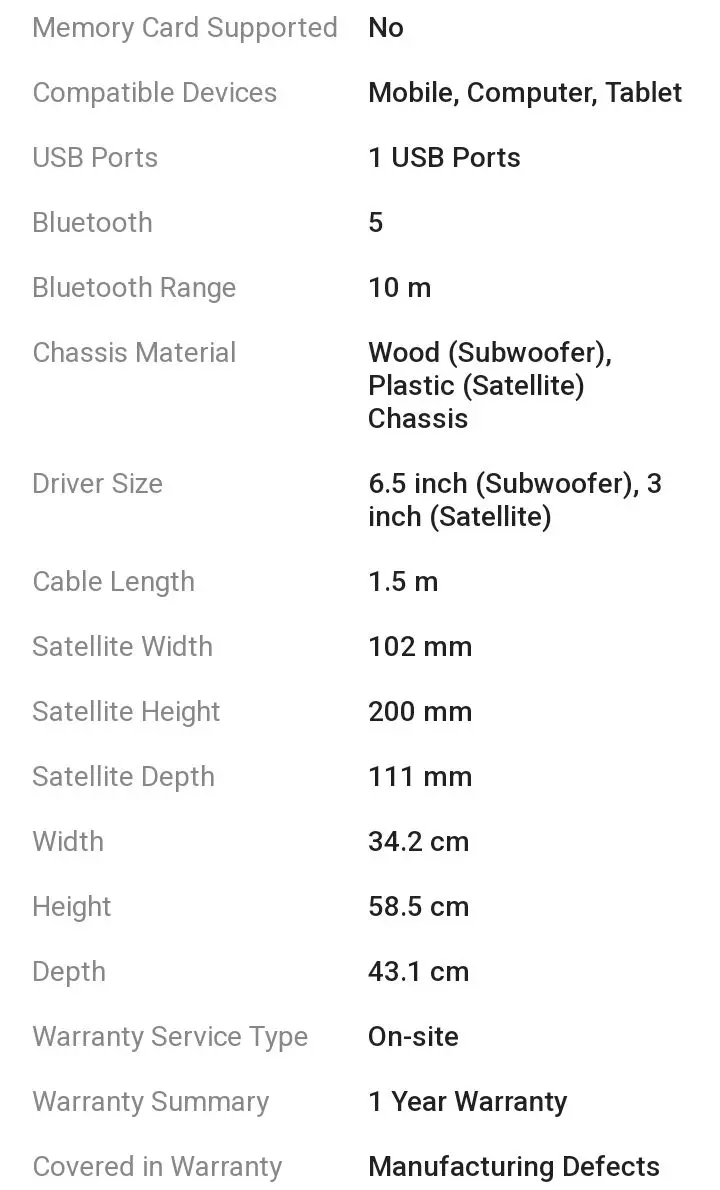 Memory Card Supported No
Compatible Devices Mobile, Computer, Tablet
USB Ports 1 USB Ports
Bluetooth 5
Bluetooth Range 10 m
Chassis Material Wood (Subwoofer),
Plastic (Satellite)
Chassis
Driver Size 6.5 inch (Subwoofer), 3
inch (Satellite)
Cable Length 1.5 m
Satellite Width 102 mm
Satellite Height 200 mm
Satellite Depth 111 mm
Width 34.2 cm
Height 58.5 cm
Depth 43.1 cm
Warranty Service Type On-site
Warranty Summary 1 Year Warranty
Covered in Warranty Manufacturing Defects